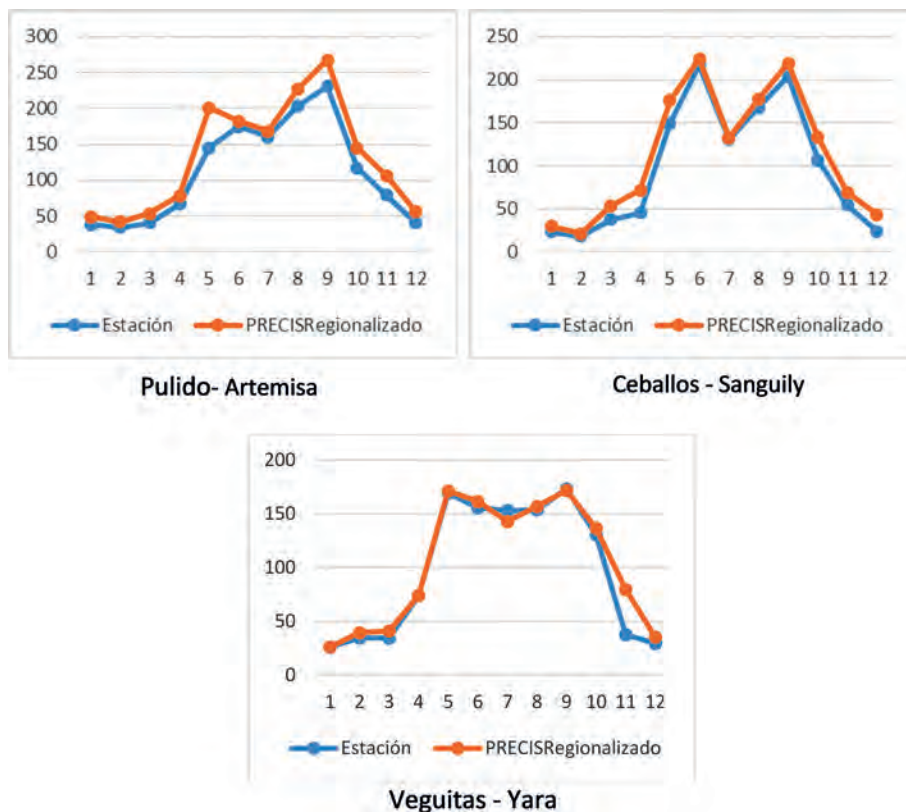 300
250
200
150
100
50
0
1 2 3 4 5 6 7 8 9 10 11 12
Estación PRECISRegionalizado
Pulido- Artemisa
250
200
150
100
50
0
1 2 3 4 5 6 7 8 9 10 11 12
Estación PRECISRegionalizado
Ceballos - Sanguily
200
150
100
50
0
1 2 3 4 5 6 7 8 9 10 11 12
Estación PRECISRegionalizado
Veguitas - Yara